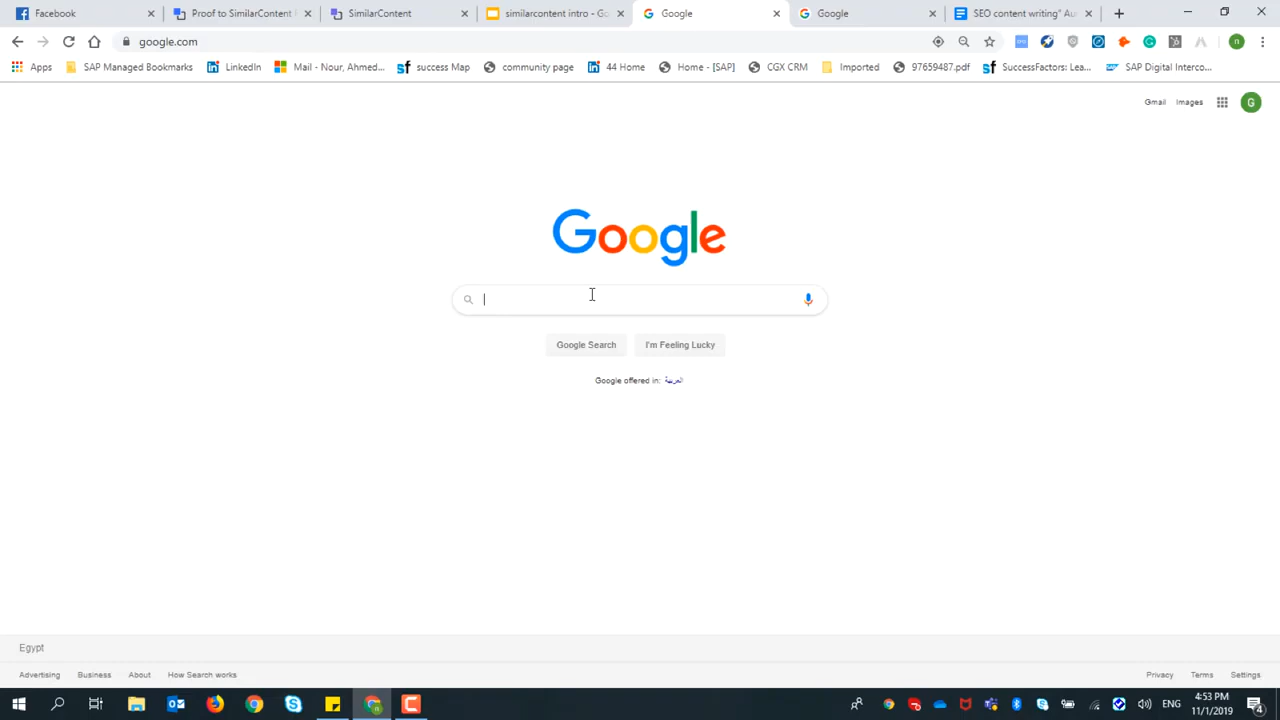 Facebook
Proof to SimilarContent
SimilarContent
similarcontent intro - Go
Google
Google
SEO content writing" Au
google.com
Apps
SAP Managed Bookmarks
LinkedIn
Mail - Nour, Ahmed...
success Map
community page
44 Home
Home - [SAP]
CGX CRM
Imported
97659487.pdf
SuccessFactors: Lea...
SAP Digital Interco...
Gmail
Images
G
Google
Google Search
I'm Feeling Lucky
Google offered in: العربية
Egypt
Advertising
Business
About
How Search works
Privacy
Terms
Settings
ENG
4:53 PM
11/1/2019
4